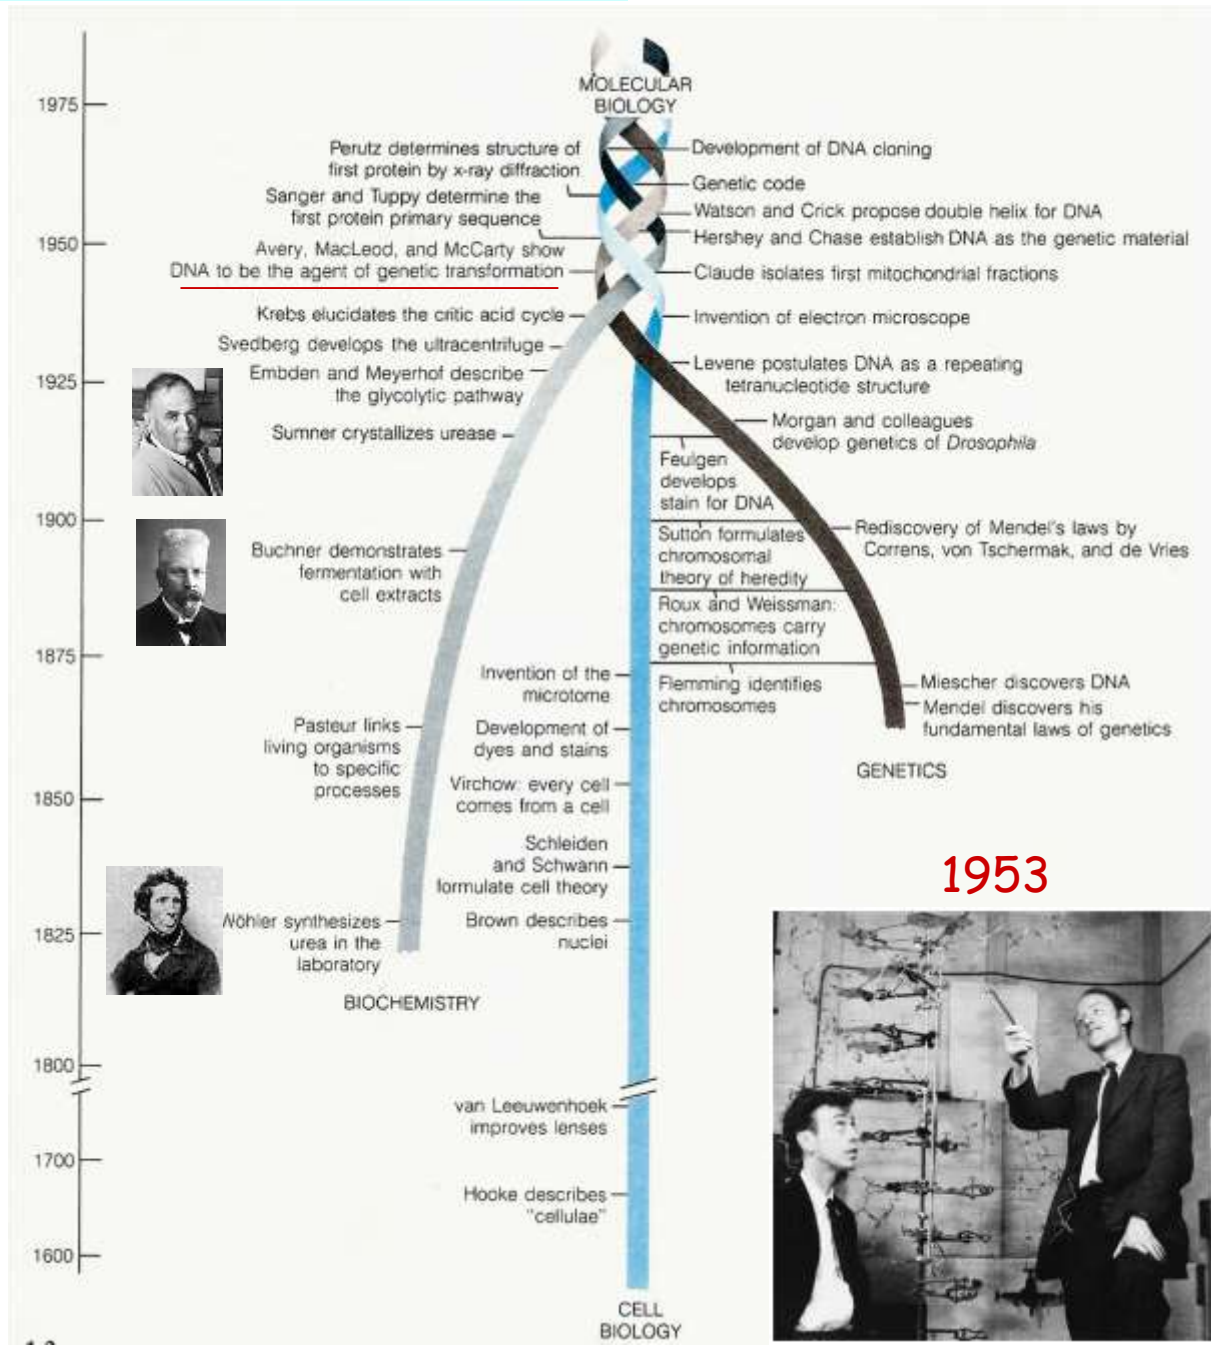 MOLECULAR
BIOLOGY
1975
1950
1925
1900
1875
1850
1825
1800
1700
1600
Perutz determines structure of
first protein by x-ray diffraction
Sanger and Tuppy determine the
first protein primary sequence
Avery, MacLeod, and McCarty show
DNA to be the agent of genetic transformation
Krebs elucidates the critic acid cycle
Svedberg develops the ultracentrifuge
Embden and Meyerhof describe
the glycolytic pathway
Sumner crystallizes urease
Buchner demonstrates
fermentation with
cell extracts
Pasteur links
living organisms
to specific
processes
Wöhler synthesizes
urea in the
laboratory
BIOCHEMISTRY
Invention of the
microtome
Development of
dyes and stains
Virchow: every cell
comes from a cell
Schleiden
and Schwann
formulate cell theory
Brown describes
nuclei
van Leeuwenhoek
improves lenses
Hooke describes
"cellulae"
CELL
BIOLOGY
Development of DNA cloning
Genetic code
Watson and Crick propose double helix for DNA
Hershey and Chase establish DNA as the genetic material
Claude isolates first mitochondrial fractions
Invention of electron microscope
Levene postulates DNA as a repeating
tetranucleotide structure
Morgan and colleagues
develop genetics of Drosophila
Feulgen
develops
stain for DNA
Sutton formulates
chromosomal
theory of heredity
Roux and Weissman:
chromosomes carry
genetic information
Flemming identifies
chromosomes
Rediscovery of Mendel's laws by
Correns, von Tschermak, and de Vries
Miescher discovers DNA
Mendel discovers his
fundamental laws of genetics
GENETICS
1953